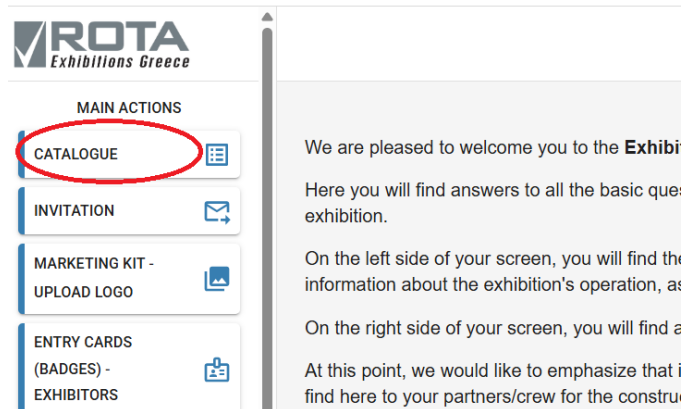 ROTA
Exhibitions Greece
MAIN ACTIONS
CATALOGUE
INVITATION
MARKETING KIT -
UPLOAD LOGO
ENTRY CARDS
(BADGES) -
EXHIBITORS
We are pleased to welcome you to the
Here you will find answers to all the basic
exhibition.
On the left side of your screen, you will find the
information about the exhibition's operation,
On the right side of your screen, you will find a
At this point, we would like to emphasize that
find here to your partners/crew for the